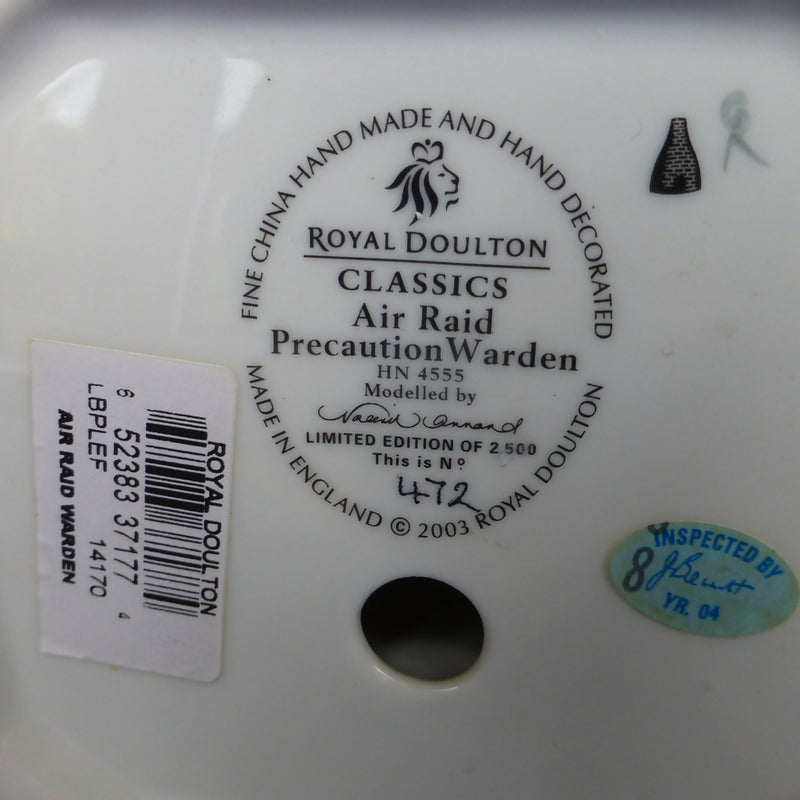 FINE CHINA HAND MADE AND HAND DECORATED
ROYAL DOULTON
CLASSICS
Air Raid
Precaution Warden
HN 4555
Modelled by
LIMITED EDITION OF 2 500
This is Nº
472
MADE IN ENGLAND © 2003 ROYAL DOULTON
R
ROYAL DOULTON
6 52383 37177 4
LBPLEF 14170
AIR RAID WARDEN
INSPECTED BY
8
YR. 04